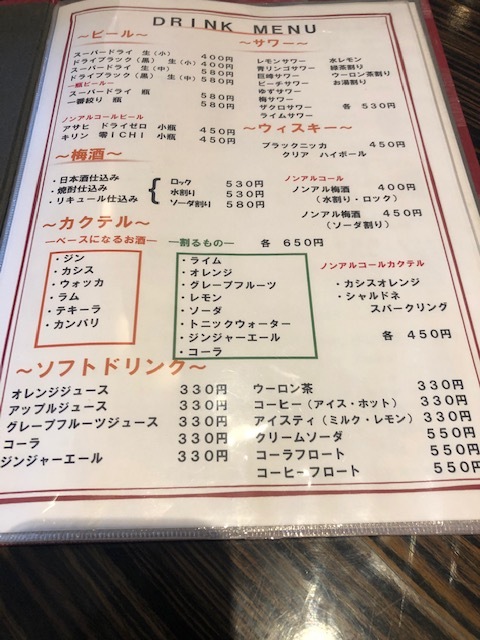 DRINK MENU
～ビール～
スーパードライ 生（小） 400円
ドライブラック（黒） 生（小） 400円
スーパードライ 生（中） 580円
ドライブラック（黒） 生（中） 580円
―瓶ビール―
スーパードライ 瓶 580円
一番搾り 瓶 580円
ノンアルコールビール
アサヒ ドライゼロ 小瓶 450円
キリン 零ICHI 小瓶 450円
～サワー～
レモンサワー 水レモン
青リンゴサワー 緑茶割り
巨峰サワー ウーロン茶割り
ピーチサワー お湯割り
ゆずサワー
梅サワー
ザクロサワー 各 530円
ライムサワー
～ウィスキー～
ブラックニッカ 450円
クリア ハイボール
～梅酒～
・日本酒仕込み
・焼酎仕込み
・リキュール仕込み
ロック 530円
水割り 530円
ソーダ割り 580円
ノンアルコール
ノンアル梅酒 400円
（水割り・ロック）
ノンアル梅酒 450円
（ソーダ割り）
～カクテル～
―ベースになるお酒―
・ジン
・カシス
・ウォッカ
・ラム
・テキーラ
・カンパリ
―割るもの― 各 650円
・ライム
・オレンジ
・グレープフルーツ
・レモン
・ソーダ
・トニックウォーター
・ジンジャーエール
・コーラ
ノンアルコールカクテル
・カシスオレンジ
・シャルドネ
スパークリング
各 450円
～ソフトドリンク～
オレンジジュース 330円
アップルジュース 330円
グレープフルーツジュース 330円
コーラ 330円
ジンジャーエール 330円
ウーロン茶 330円
コーヒー（アイス・ホット） 330円
アイスティ（ミルク・レモン） 330円
クリームソーダ 550円
コーラフロート 550円
コーヒーフロート 550円